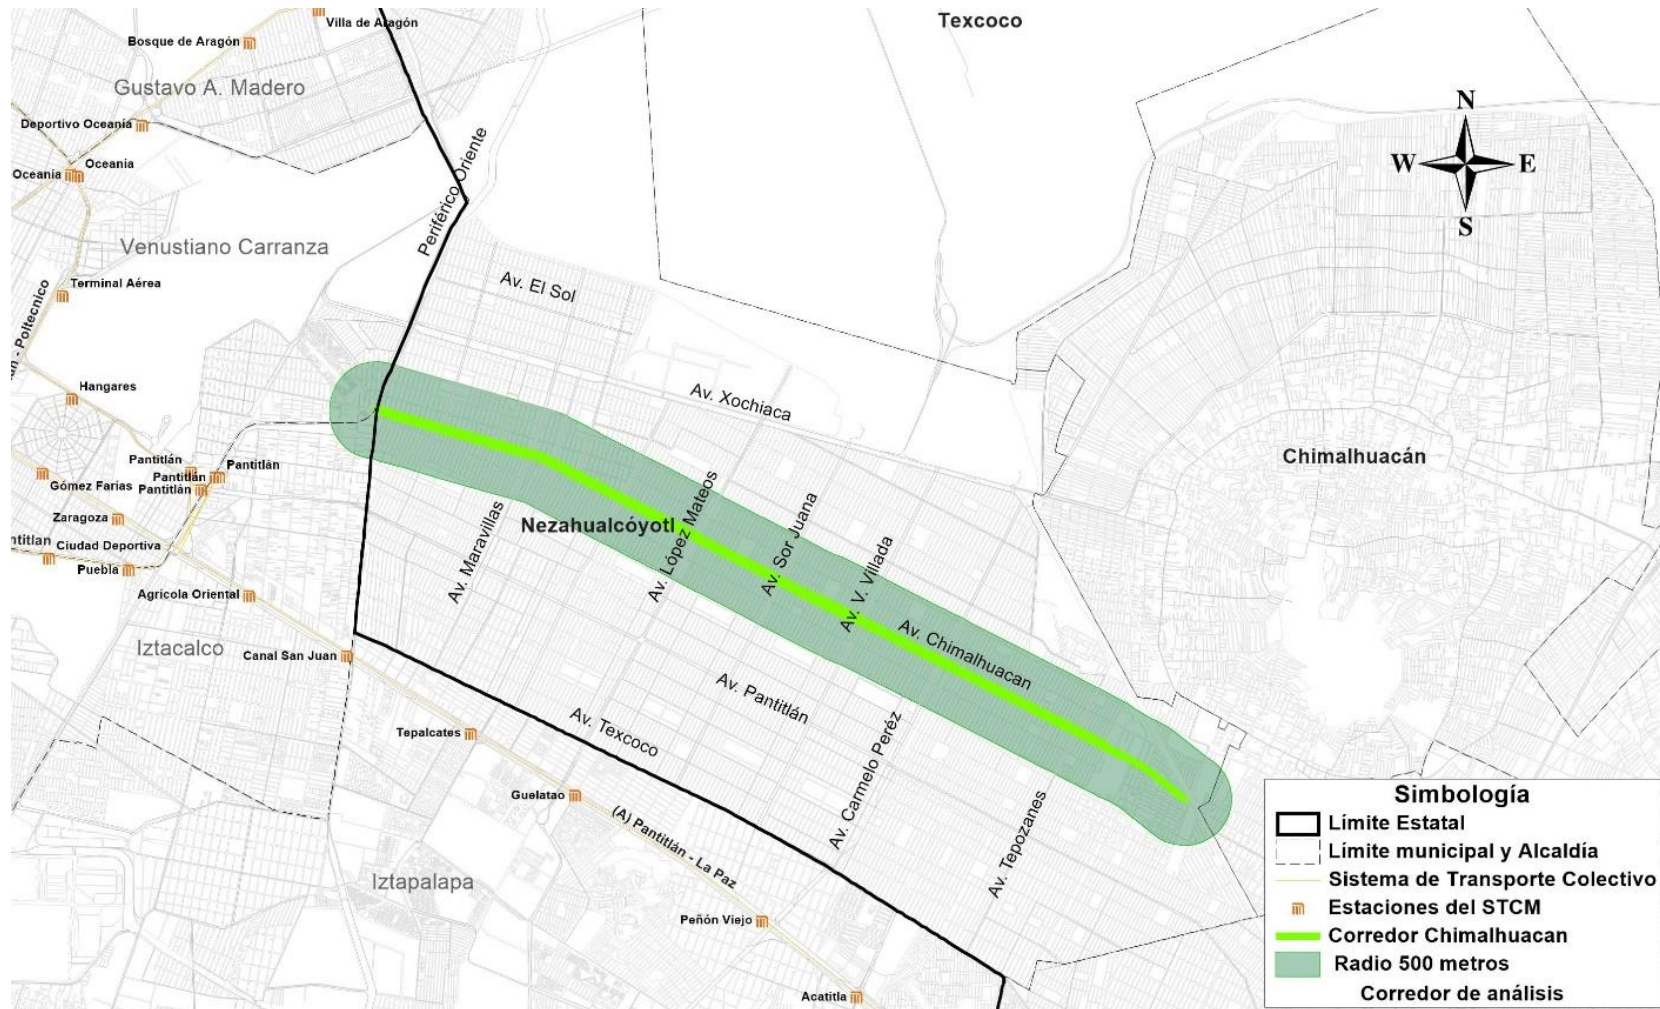 Texcoco
Villa de Aragón
Bosque de Aragón
Gustavo A. Madero
Deportivo Oceanía
Oceanía
Oceanía
N
W
E
S
Periférico Oriente
Venustiano Carranza
Terminal Aérea
Av. El Sol
Hangares
Av. Xochiaca
Chimalhuacán
Pantitlán
Pantitlán
Pantitlán
Pantitlán
Gómez Farias
Zaragoza
Ciudad Deportiva
Puebla
Agricola Oriental
Nezahualcóyotl
Av. Maravillas
Av. López Mateos
Av. Sor Juana
Av. V. Villada
Av. Chimalhuacan
Iztacalco
Canal San Juan
Av. Pantitlán
Av. Texcoco
Tepalcates
Av. Carmelo Peréz
Guelatao
(A) Pantitlán - La Paz
Av. Tepozanes
Iztapalapa
Peñón Viejo
Acatitla
Simbología
Límite Estatal
Límite municipal y Alcaldía
Sistema de Transporte Colectivo
Estaciones del STCM
Corredor Chimalhuacan
Radio 500 metros
Corredor de análisis